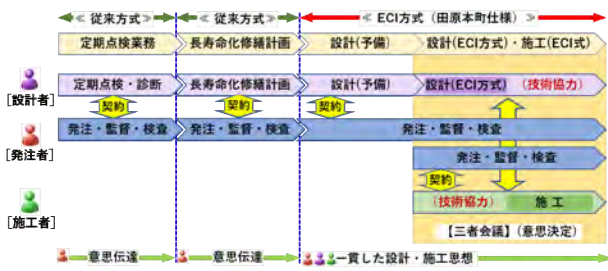 ≪ 従来方式 ≫ ≪ 従来方式 ≫ ≪ ECI方式（田原本町仕様）≫
定期点検業務 長寿命化修繕計画 設計(予備) 設計(ECI方式)・施工(ECI式)
[設計者] 定期点検・診断 長寿命化修繕計画 設計(予備) 設計(ECI方式) (技術協力)
契約 契約 契約
[発注者] 発注・監督・検査 発注・監督・検査 発注・監督・検査
発注・監督・検査
契約
[施工者] (技術協力) 施 工
【三者会議】(意思決定)
意思伝達 意思伝達 一貫した設計・施工思想